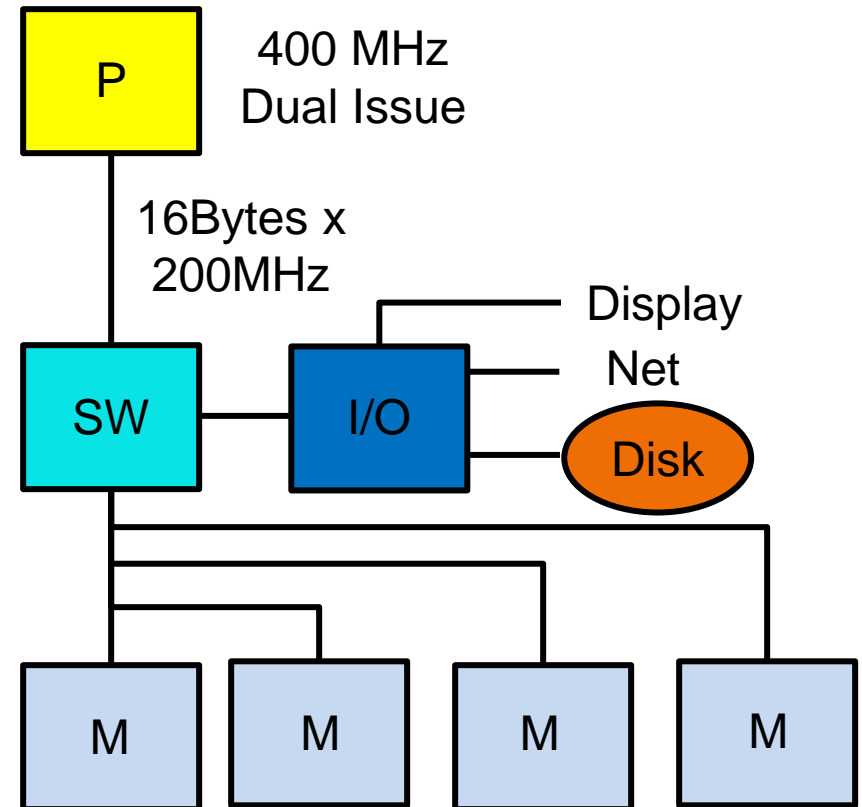 P
400 MHz
Dual Issue
16Bytes x
200MHz
Display
Net
SW
I/O
Disk
M
M
M
M